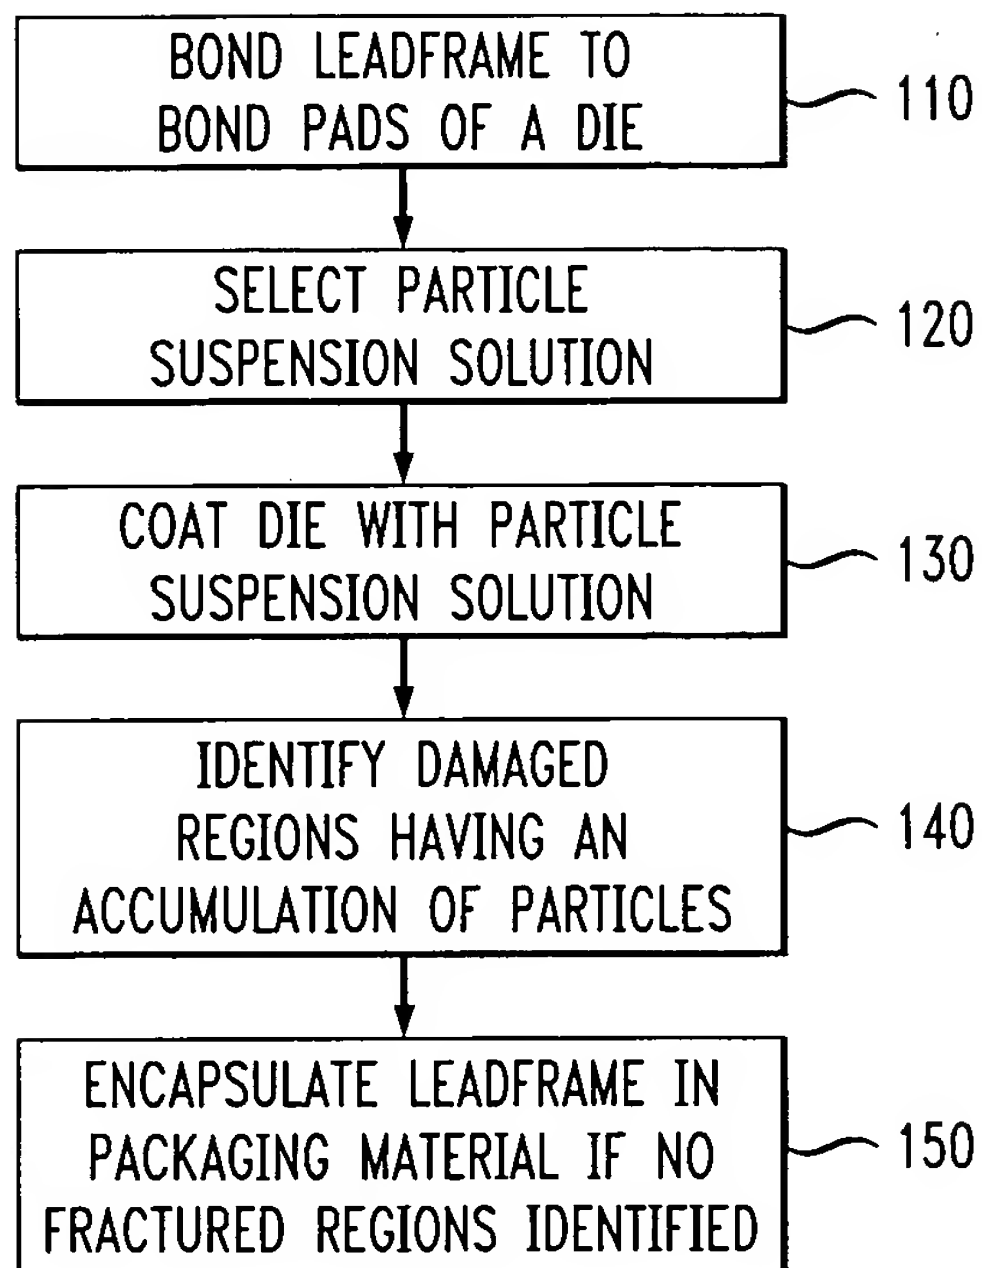 BOND LEADFRAME TO
BOND PADS OF A DIE
110
SELECT PARTICLE
SUSPENSION SOLUTION
120
COAT DIE WITH PARTICLE
SUSPENSION SOLUTION
130
IDENTIFY DAMAGED
REGIONS HAVING AN
ACCUMULATION OF PARTICLES
140
ENCAPSULATE LEADFRAME IN
PACKAGING MATERIAL IF NO
FRACTURED REGIONS IDENTIFIED
150